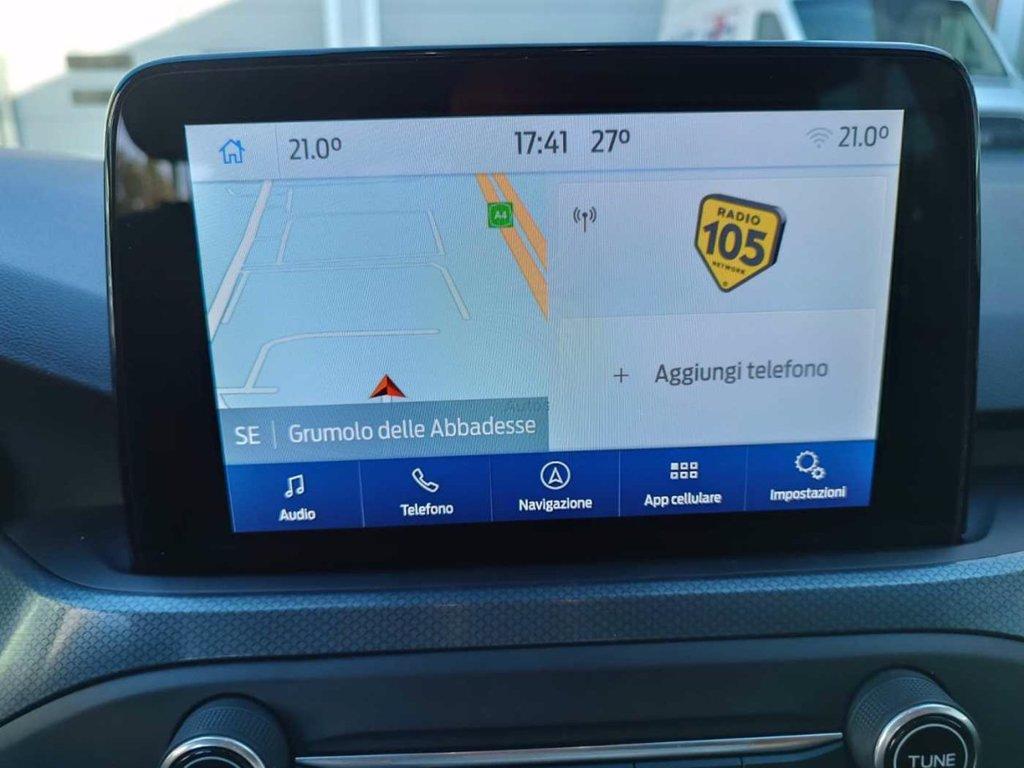 21.0° 17:41 27° 21.0°
A4
RADIO
105
NETWORK
+ Aggiungi telefono
SE | Grumolo delle Abbadesse
Audio Telefono Navigazione App cellulare Impostazioni
TUNE